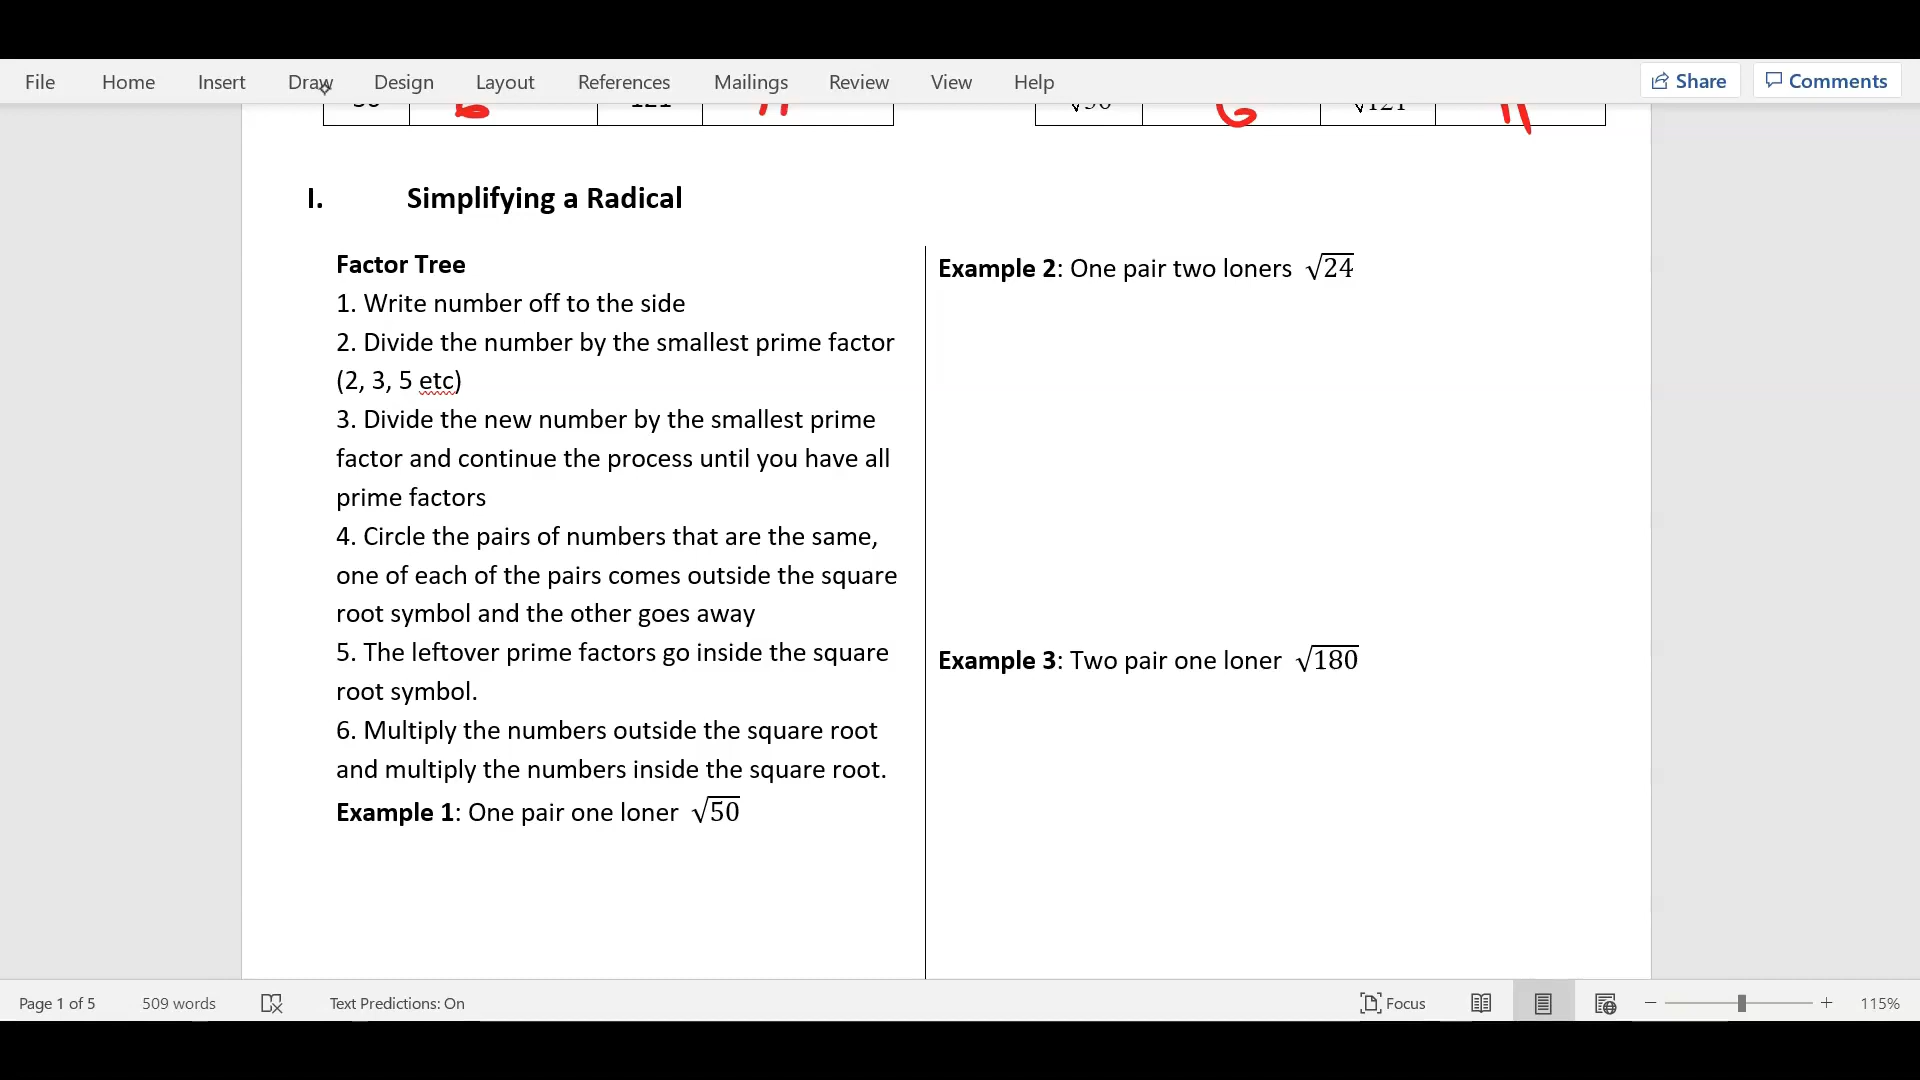 File Home Insert Draw Design Layout References Mailings Review View Help Share Comments
√121 11
I. Simplifying a Radical
Factor Tree
1. Write number off to the side
2. Divide the number by the smallest prime factor
(2, 3, 5 etc)
3. Divide the new number by the smallest prime
factor and continue the process until you have all
prime factors
4. Circle the pairs of numbers that are the same,
one of each of the pairs comes outside the square
root symbol and the other goes away
5. The leftover prime factors go inside the square
root symbol.
6. Multiply the numbers outside the square root
and multiply the numbers inside the square root.
Example 1: One pair one loner √50
Example 2: One pair two loners √24
Example 3: Two pair one loner √180
Page 1 of 5 509 words Text Predictions: On Focus 115%